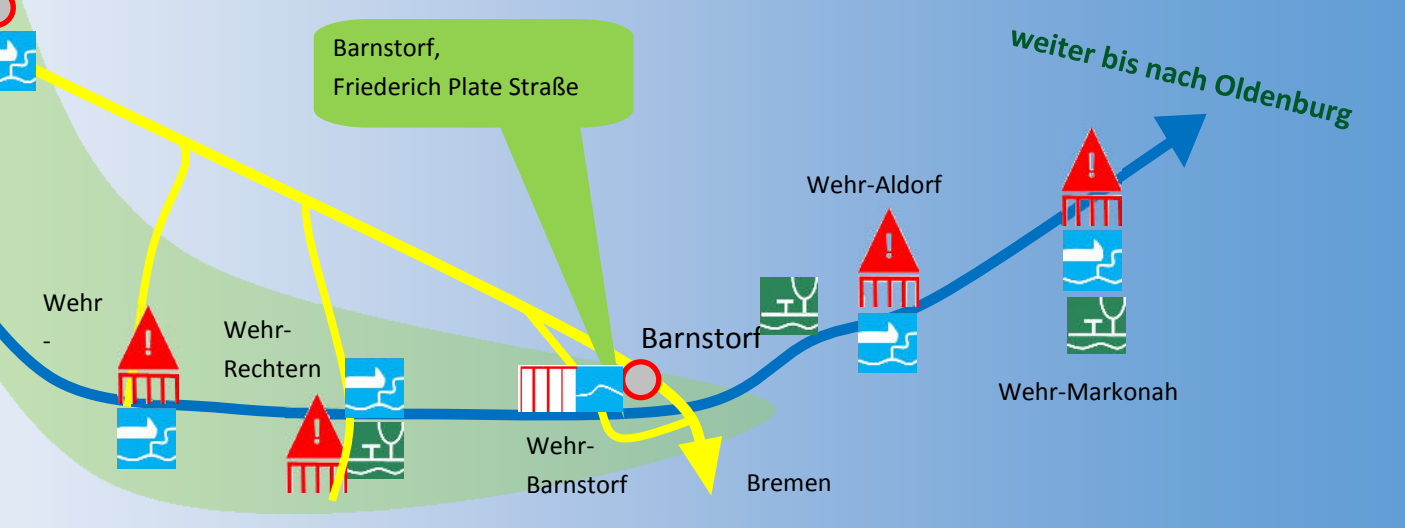 Barnstorf,
Friederich Plate Straße
weiter bis nach Oldenburg
Wehr-Aldorf
!
!
Wehr
-
!
Wehr-
Rechtern
!
Barnstorf
Wehr-Markonah
Wehr-
Barnstorf
Bremen